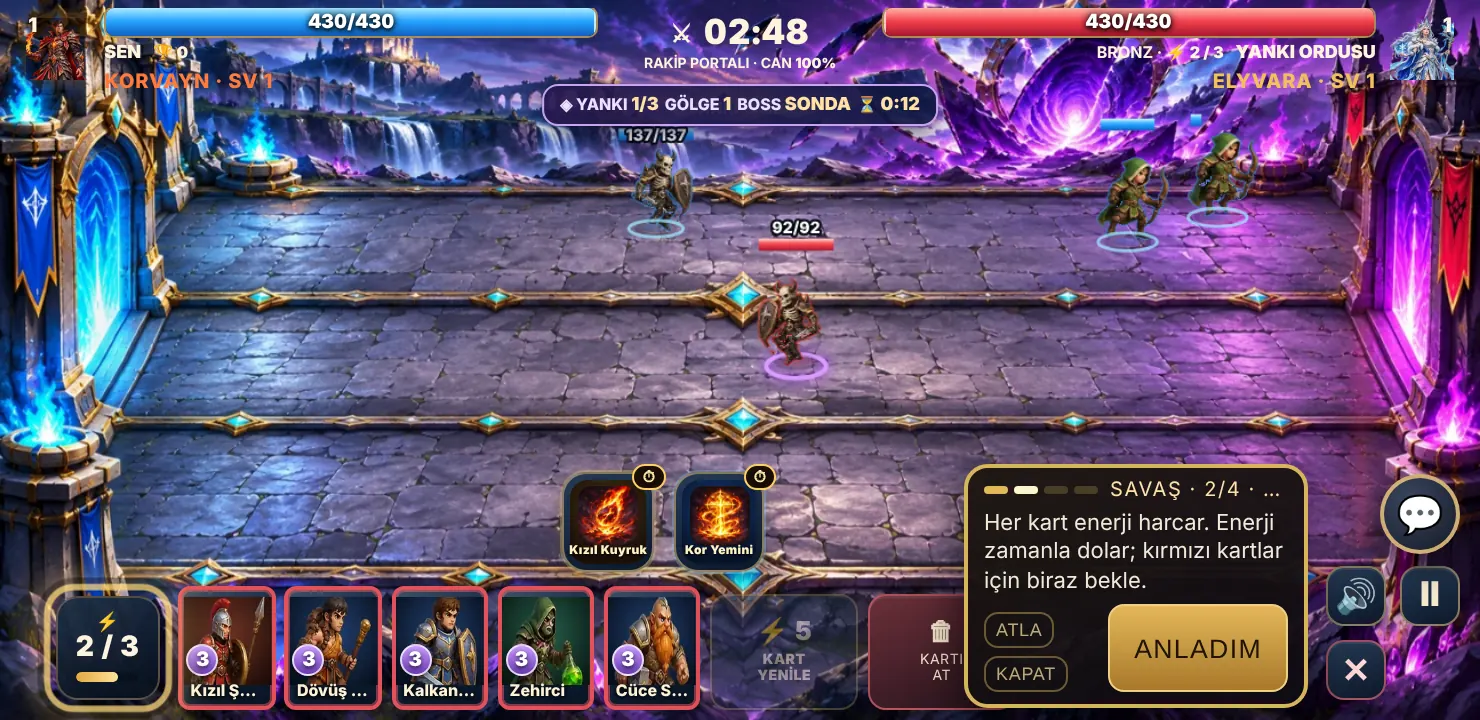 1
430/430
SEN 0
KORVAYN · SV 1
02:48
RAKİP PORTALI · CAN 100%
430/430
1
BRONZ · ⚡ 2 / 3 YANKI ORDUSU
ELYVARA · SV 1
◈ YANKI 1/3 GÖLGE 1 BOSS SONDA ⏳ 0:12
137/137
92/92
Kızıl Kuyruk
Kor Yemini
SAVAŞ · 2/4 · ...
Her kart enerji harcar. Enerji
zamanla dolar; kırmızı kartlar
için biraz bekle.
ATLA
KAPAT
ANLADIM
⚡
2 / 3
3
Kızıl Ş...
3
Dövüş ...
3
Kalkan...
3
Zehirci
3
Cüce S...
⚡ 5
KART
YENİLE
KARTI
AT